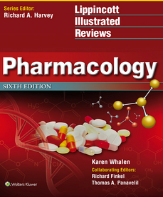 Series Editor:
Richard A. Harvey
Lippincott
Illustrated
Reviews
Pharmacology
SIXTH EDITION
Karen Whalen
Collaborating Editors:
Richard Finkel
Thomas A. Panavelil
Wolters Kluwer